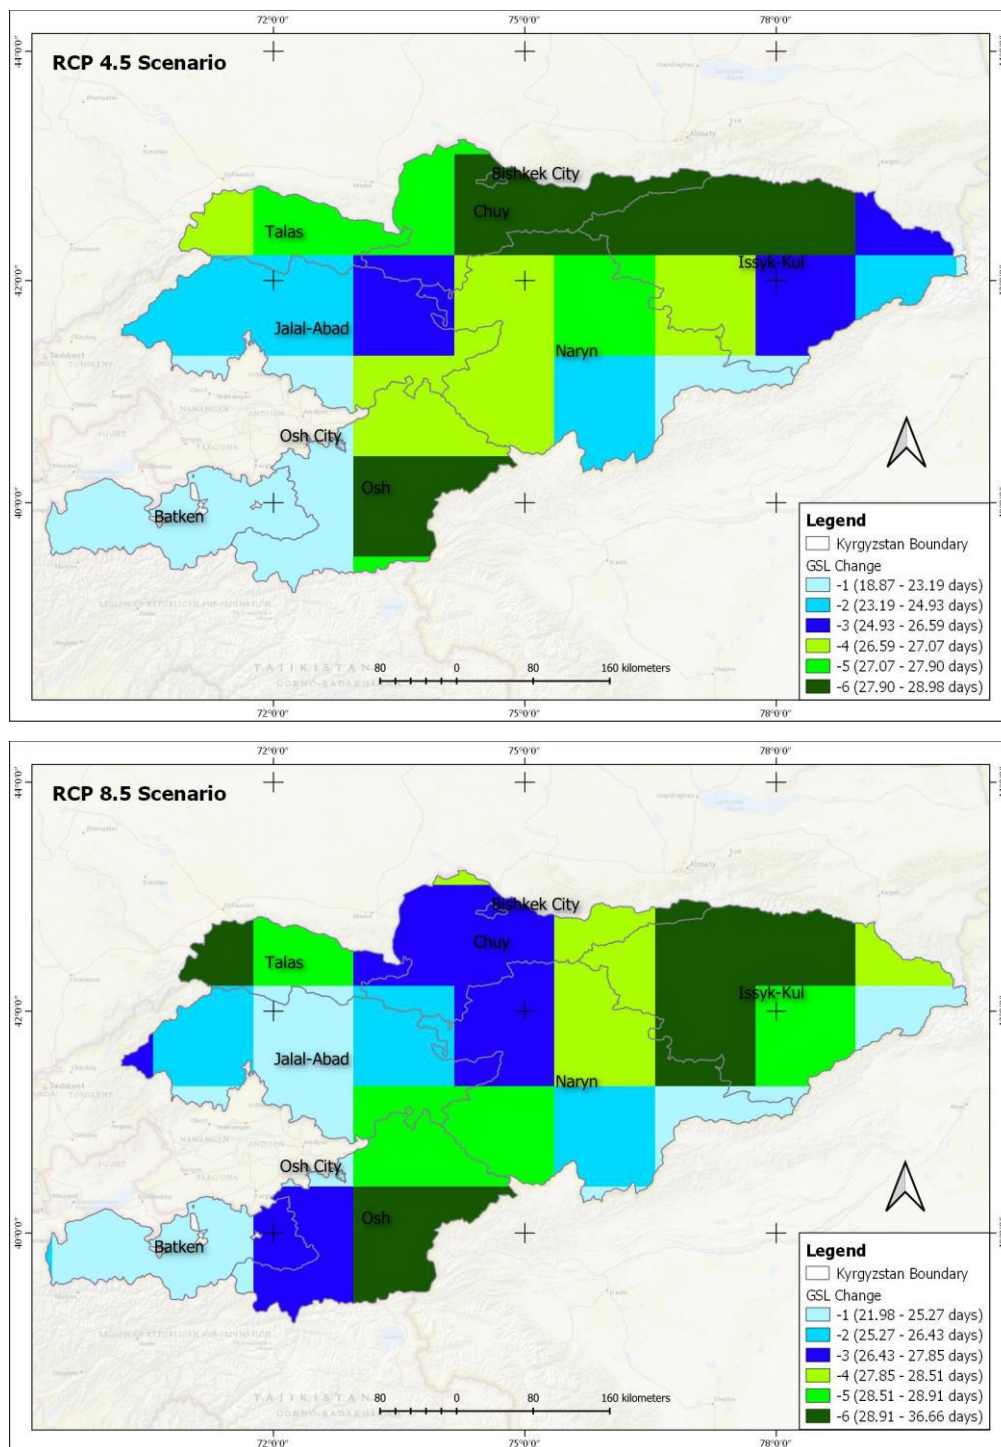 72°0'0" 75°0'0" 78°0'0"
44°0'0"
RCP 4.5 Scenario
Bishkek City
Chuy
Talas
Issyk-Kul
42°0'0"
Jalal-Abad
Naryn
Osh City
Osh
40°0'0"
Batken
TAJIKISTAN
GORNO-BADAKHSHAN
Legend
Kyrgyzstan Boundary
GSL Change
-1 (18.87 - 23.19 days)
-2 (23.19 - 24.93 days)
-3 (24.93 - 26.59 days)
-4 (26.59 - 27.07 days)
-5 (27.07 - 27.90 days)
-6 (27.90 - 28.98 days)
80 0 80 160 kilometers
72°0'0" 75°0'0" 78°0'0"
72°0'0" 75°0'0" 78°0'0"
44°0'0"
RCP 8.5 Scenario
Bishkek City
Chuy
Talas
Issyk-Kul
42°0'0"
Jalal-Abad
Naryn
Osh City
Osh
40°0'0"
Batken
TAJIKISTAN
GORNO-BADAKHSHAN
Legend
Kyrgyzstan Boundary
GSL Change
-1 (21.98 - 25.27 days)
-2 (25.27 - 26.43 days)
-3 (26.43 - 27.85 days)
-4 (27.85 - 28.51 days)
-5 (28.51 - 28.91 days)
-6 (28.91 - 36.66 days)
80 0 80 160 kilometers
72°0'0" 75°0'0" 78°0'0"